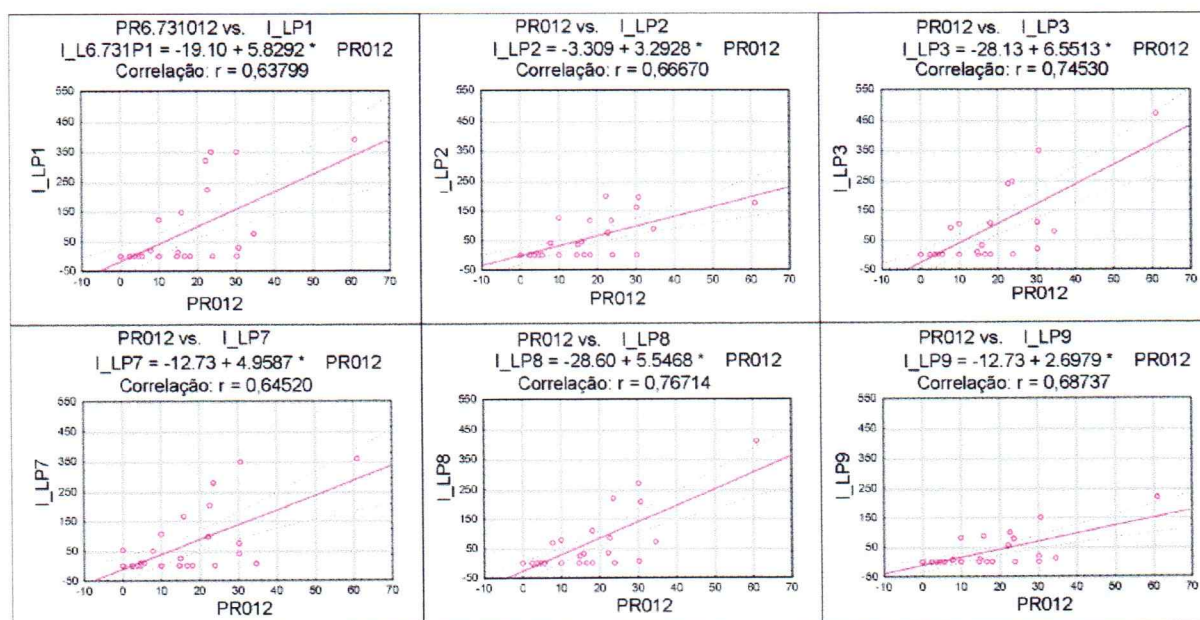 PR6.731012 vs.    I_LP1
I_L6.731P1 = -19.10 + 5.8292 *    PR012
Correlação: r = 0,63799
550
450
350
250
150
50
-50
I_LP1
-10 0 10 20 30 40 50 60 70
PR012
PR012 vs.    I_LP2
I_LP2 = -3.309 + 3.2928 *    PR012
Correlação: r = 0,66670
550
450
350
250
150
50
-50
I_LP2
-10 0 10 20 30 40 50 60 70
PR012
PR012 vs.    I_LP3
I_LP3 = -28.13 + 6.5513 *    PR012
Correlação: r = 0,74530
550
450
350
250
150
50
-50
I_LP3
-10 0 10 20 30 40 50 60 70
PR012
PR012 vs.    I_LP7
I_LP7 = -12.73 + 4.9587 *    PR012
Correlação: r = 0,64520
550
450
350
250
150
50
-50
I_LP7
-10 0 10 20 30 40 50 60 70
PR012
PR012 vs.    I_LP8
I_LP8 = -28.60 + 5.5468 *    PR012
Correlação: r = 0,76714
550
450
350
250
150
50
-50
I_LP8
-10 0 10 20 30 40 50 60 70
PR012
PR012 vs.    I_LP9
I_LP9 = -12.73 + 2.6979 *    PR012
Correlação: r = 0,68737
550
450
350
250
150
50
-50
I_LP9
-10 0 10 20 30 40 50 60 70
PR012